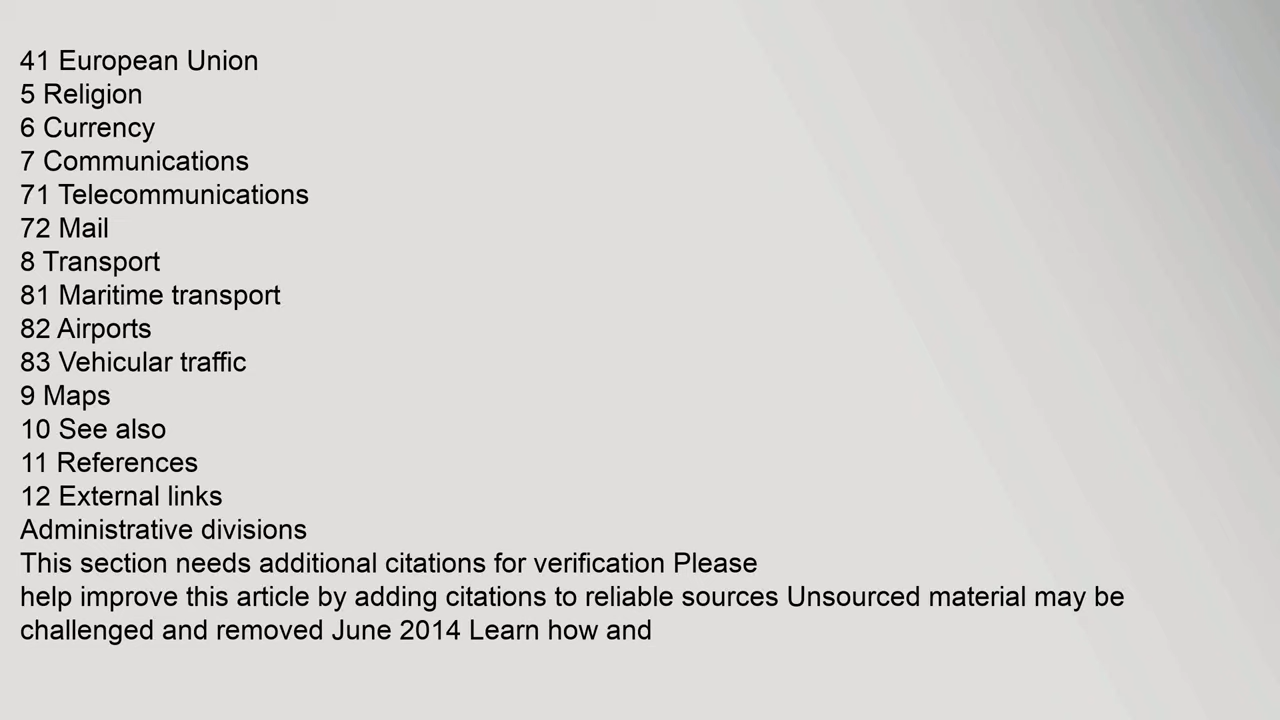 41 European Union
5 Religion
6 Currency
7 Communications
71 Telecommunications
72 Mail
8 Transport
81 Maritime transport
82 Airports
83 Vehicular traffic
9 Maps
10 See also
11 References
12 External links
Administrative divisions
This section needs additional citations for verification Please
help improve this article by adding citations to reliable sources Unsourced material may be
challenged and removed June 2014 Learn how and